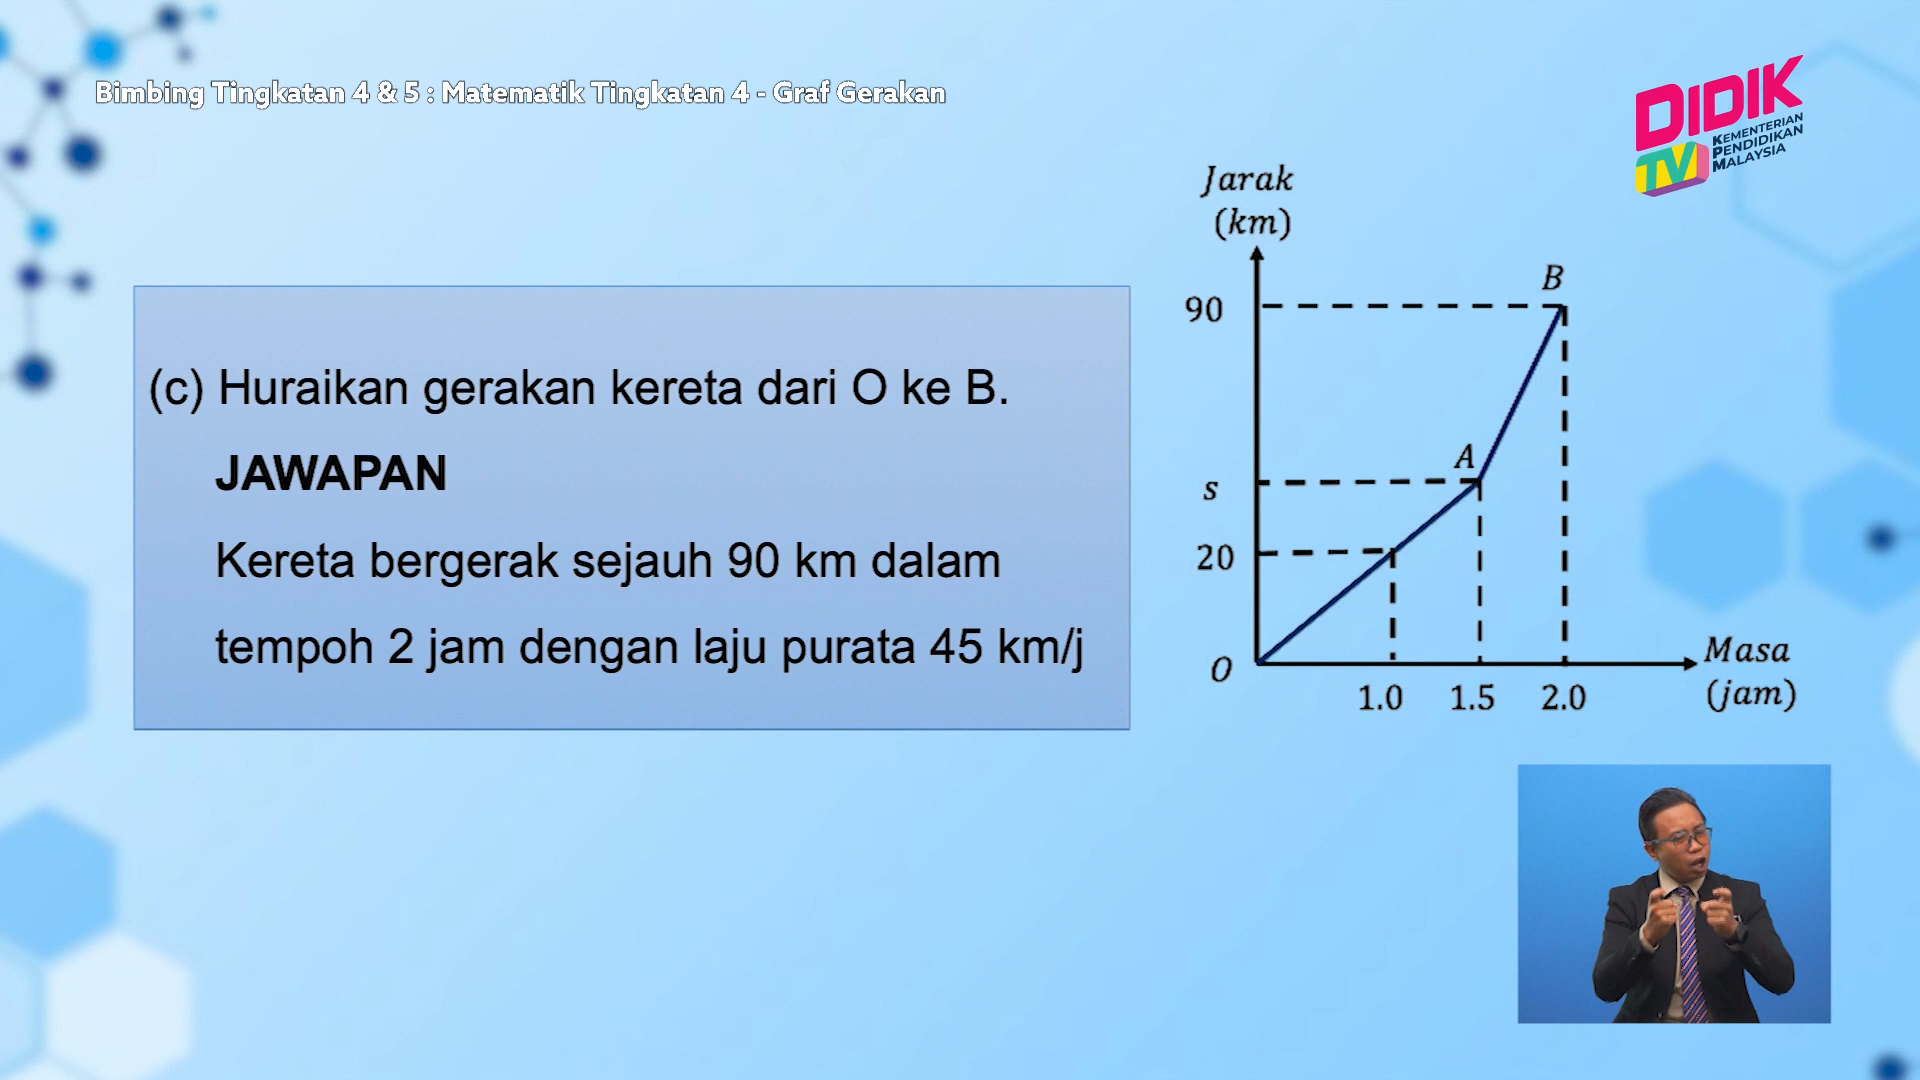 Bimbing Tingkatan 4 & 5 : Matematik Tingkatan 4 - Graf Gerakan
DIDIK
TV
KEMENTERIAN
PENDIDIKAN
MALAYSIA
(c) Huraikan gerakan kereta dari O ke B.
JAWAPAN
Kereta bergerak sejauh 90 km dalam
tempoh 2 jam dengan laju purata 45 km/j
Jarak
(km)
B
90
A
s
20
O
1.0 1.5 2.0
Masa
(jam)